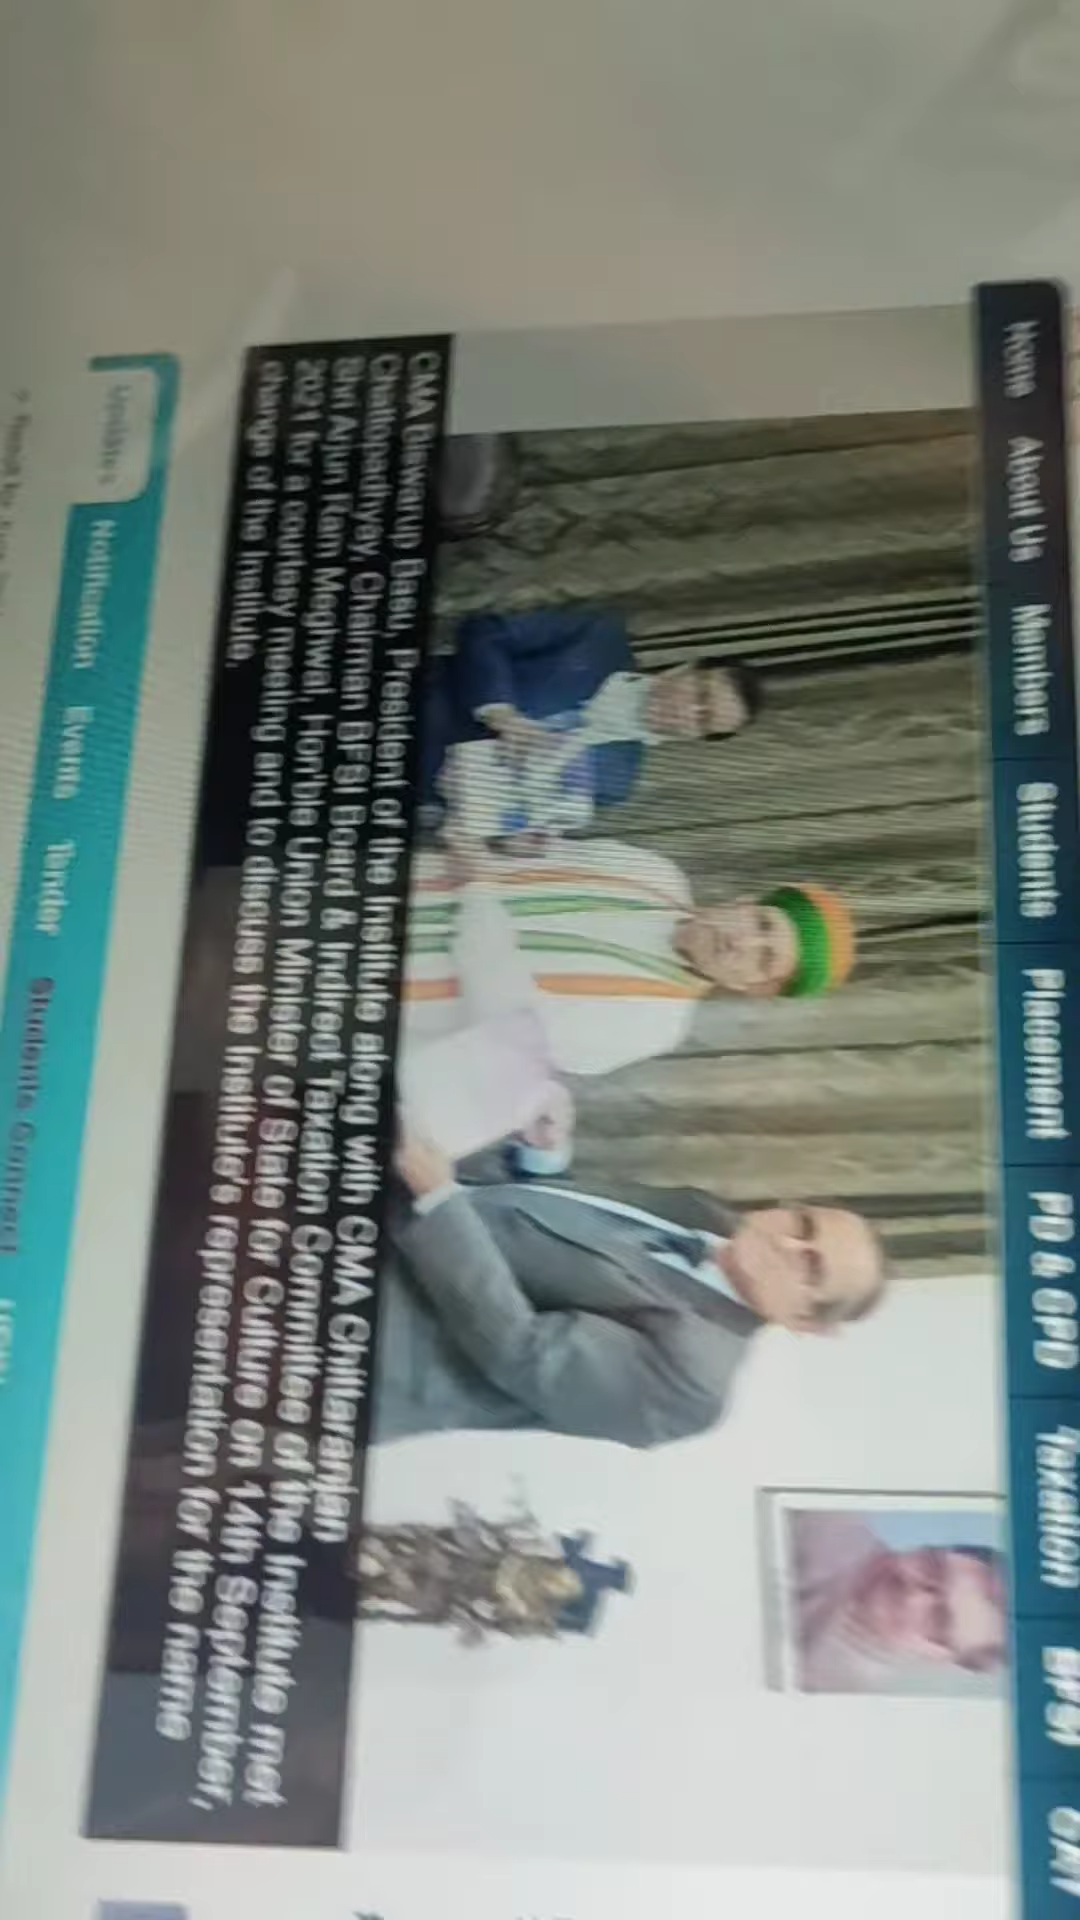 Home About Us Members Students Placement PD & CPD Taxation BFSI
CMA Biswarup Basu, President of the Institute along with CMA Chittaranjan
Chattopadhyay, Chairman BFSI Board & Indirect Taxation Committee of the Institute met
Shri Arjun Ram Meghwal, Hon'ble Union Minister of State for Culture on 14th September,
2021 for a courtesy meeting and to discuss the Institute's representation for the name
change of the Institute.
Updates Notification Events Tender Students Connect